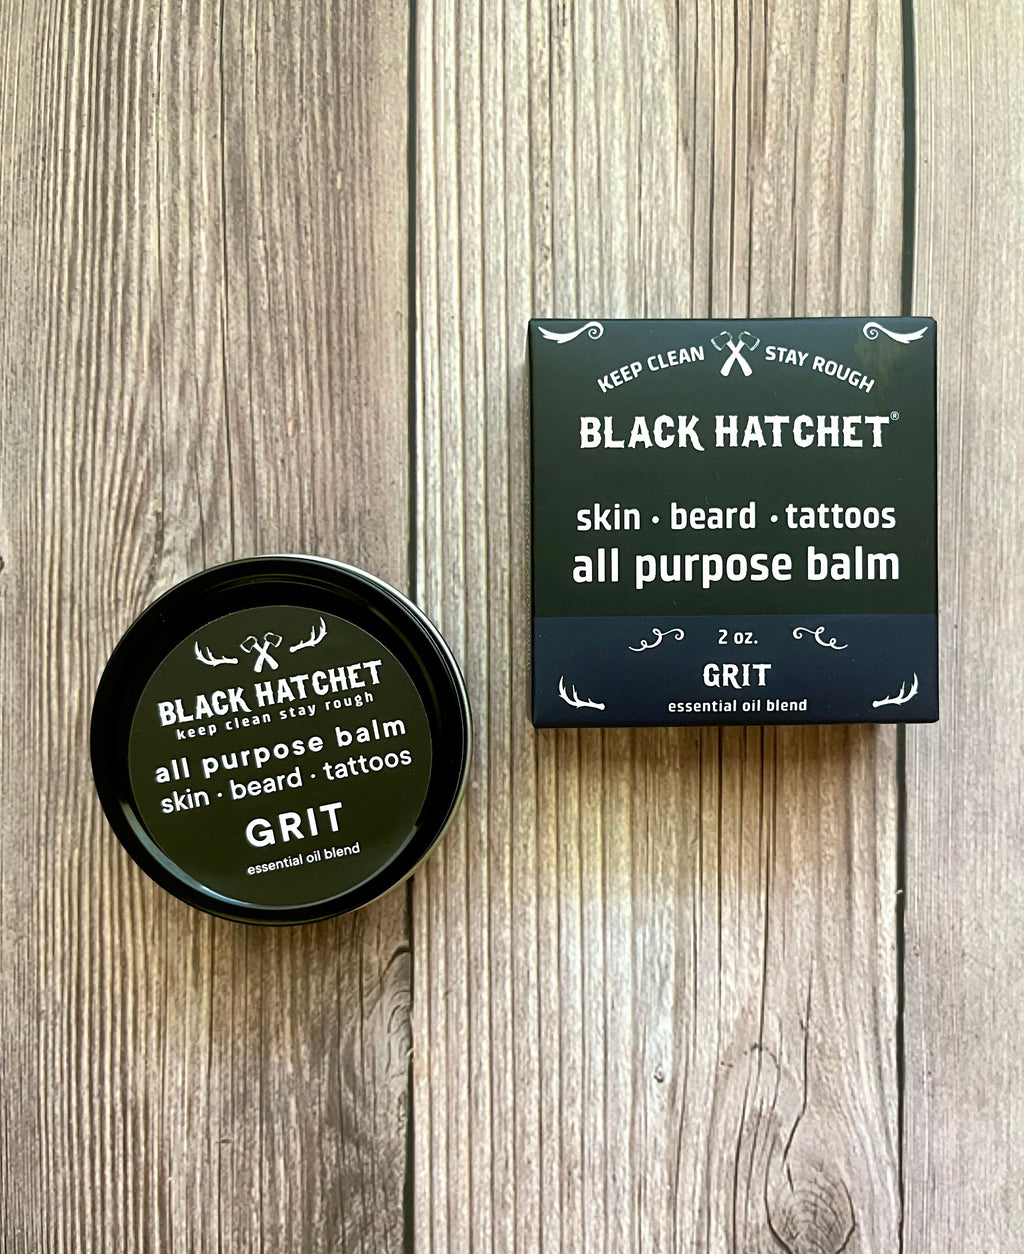 KEEP CLEAN STAY ROUGH
BLACK HATCHET®
skin · beard · tattoos
all purpose balm
2 oz.
GRIT
essential oil blend
BLACK HATCHET
keep clean stay rough
all purpose balm
skin · beard · tattoos
GRIT
essential oil blend